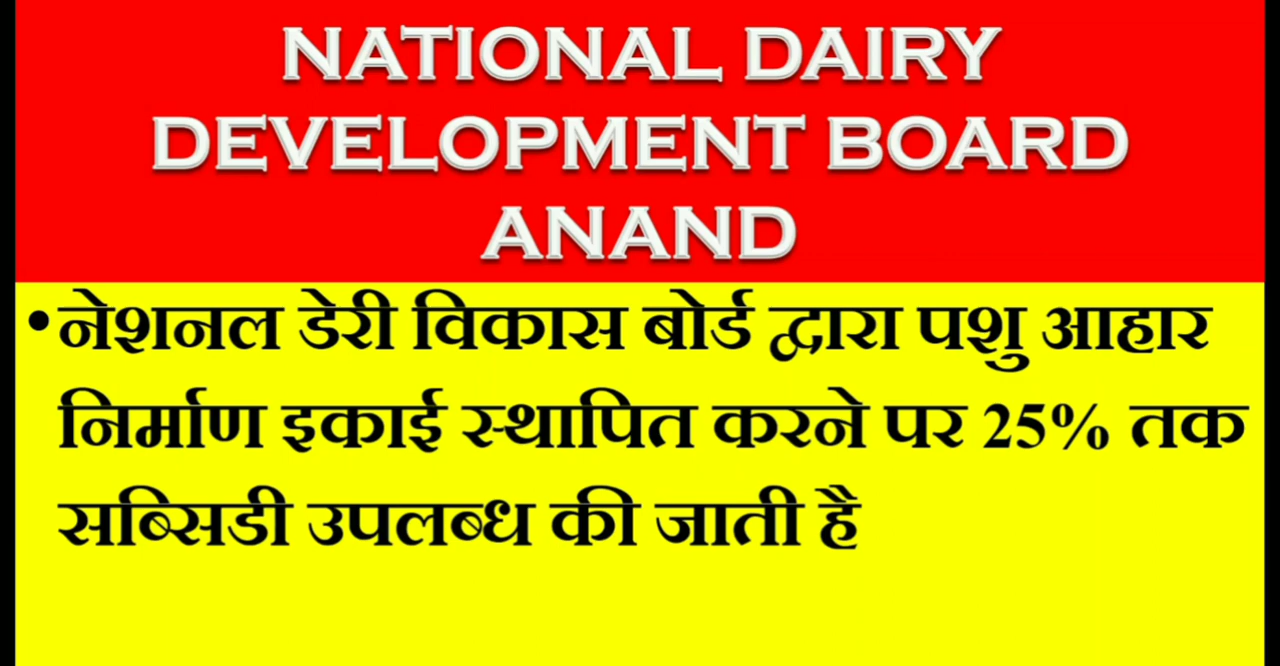 NATIONAL DAIRY
DEVELOPMENT BOARD
ANAND
•नेशनल डेरी विकास बोर्ड द्वारा पशु आहार
निर्माण इकाई स्थापित करने पर 25% तक
सब्सिडी उपलब्ध की जाती है